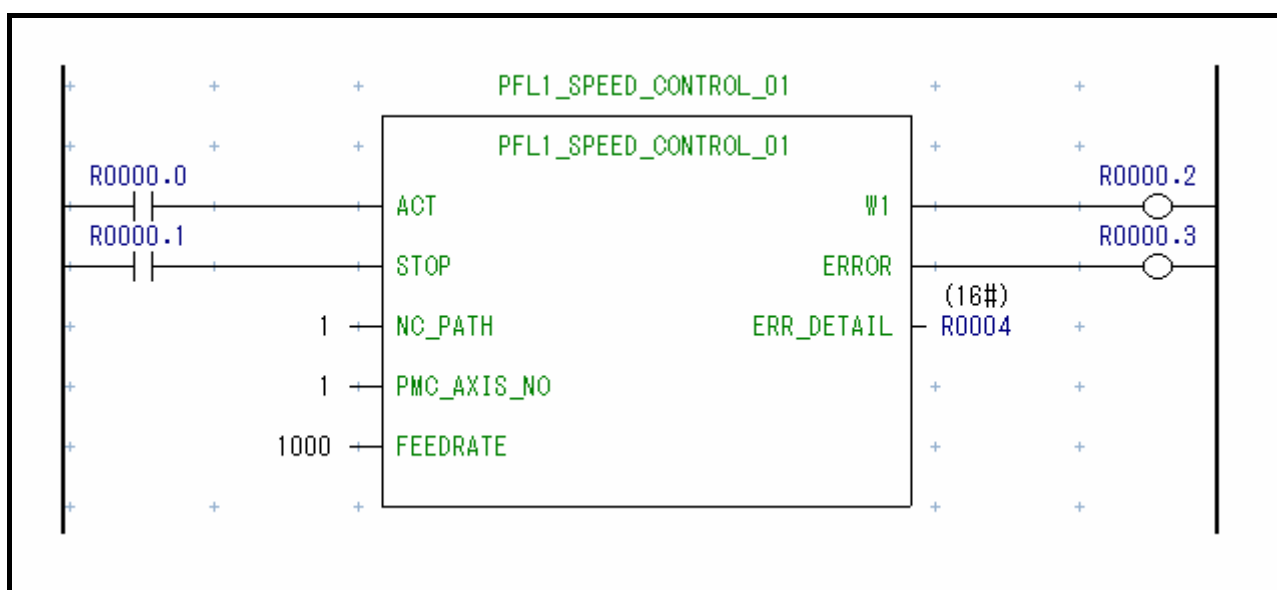 PFL1_SPEED_CONTROL_01
PFL1_SPEED_CONTROL_01
R0000.0 R0000.2
ACT W1
R0000.1 R0000.3
STOP ERROR
(16#)
1 NC_PATH ERR_DETAIL R0004
1 PMC_AXIS_NO
1000 FEEDRATE